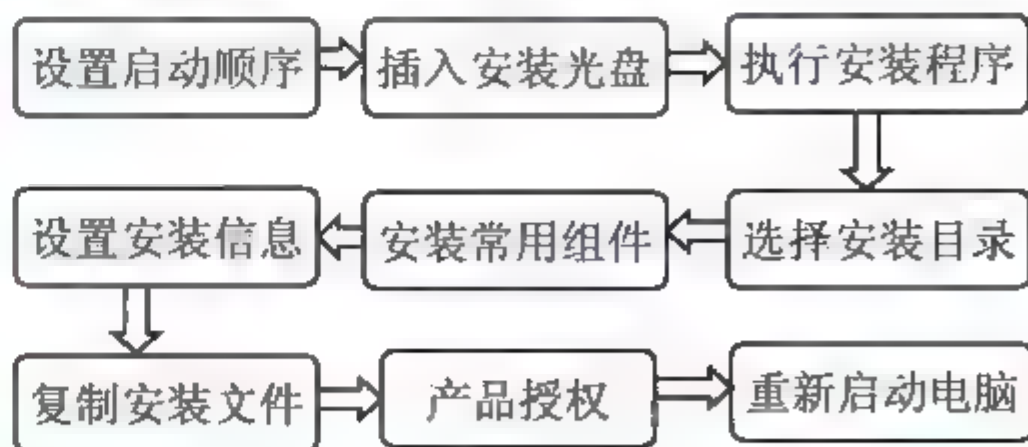 设置启动顺序
插入安装光盘
执行安装程序
选择安装目录
安装常用组件
设置安装信息
复制安装文件
产品授权
重新启动电脑